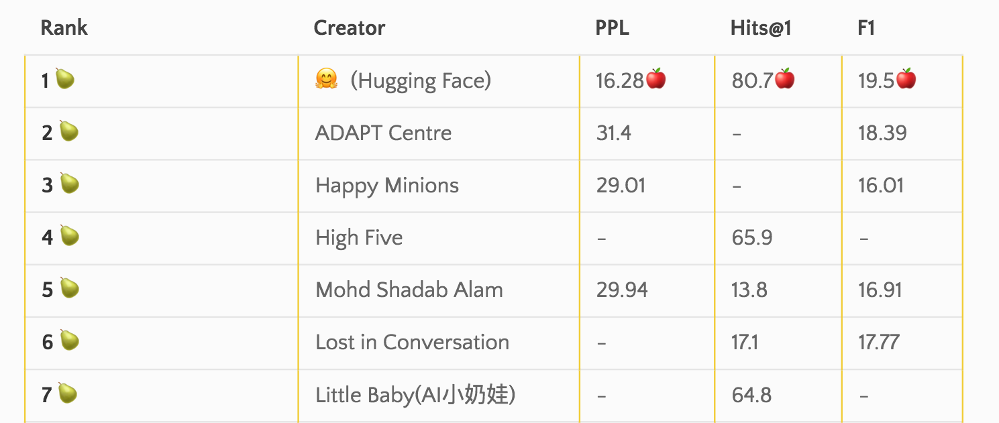 Rank Creator PPL Hits@1 F1
1🍐 🤗 (Hugging Face) 16.28🍎 80.7🍎 19.5🍎
2🍐 ADAPT Centre 31.4 – 18.39
3🍐 Happy Minions 29.01 – 16.01
4🍐 High Five – 65.9 –
5🍐 Mohd Shadab Alam 29.94 13.8 16.91
6🍐 Lost in Conversation – 17.1 17.77
7🍐 Little Baby(AI小奶娃) – 64.8 –